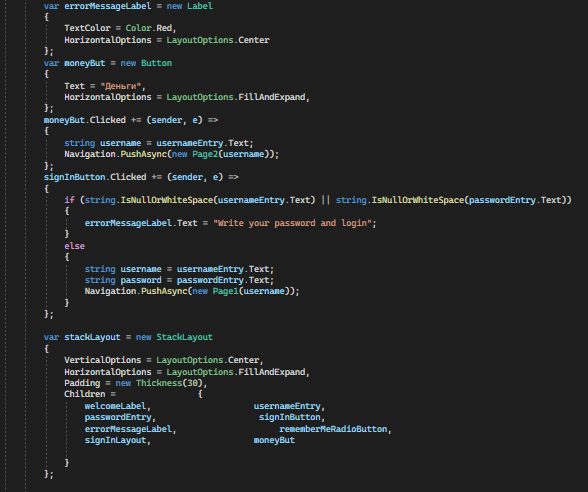 var errorMessageLabel = new Label
{
    TextColor = Color.Red,
    HorizontalOptions = LayoutOptions.Center
};
var moneyBut = new Button
{
    Text = "Деньги",
    HorizontalOptions = LayoutOptions.FillAndExpand,
};
moneyBut.Clicked += (sender, e) =>
{
    string username = usernameEntry.Text;
    Navigation.PushAsync(new Page2(username));
};
signInButton.Clicked += (sender, e) =>
{
    if (string.IsNullOrWhiteSpace(usernameEntry.Text) || string.IsNullOrWhiteSpace(passwordEntry.Text))
    {
        errorMessageLabel.Text = "Write your password and login";
    }
    else
    {
        string username = usernameEntry.Text;
        string password = passwordEntry.Text;
        Navigation.PushAsync(new Page1(username));
    }
};

var stackLayout = new StackLayout
{
    VerticalOptions = LayoutOptions.Center,
    HorizontalOptions = LayoutOptions.FillAndExpand,
    Padding = new Thickness(30),
    Children =                {
        welcomeLabel,                    usernameEntry,
        passwordEntry,                    signInButton,
        errorMessageLabel,                    rememberMeRadioButton,
        signInLayout,                    moneyBut

    }
};